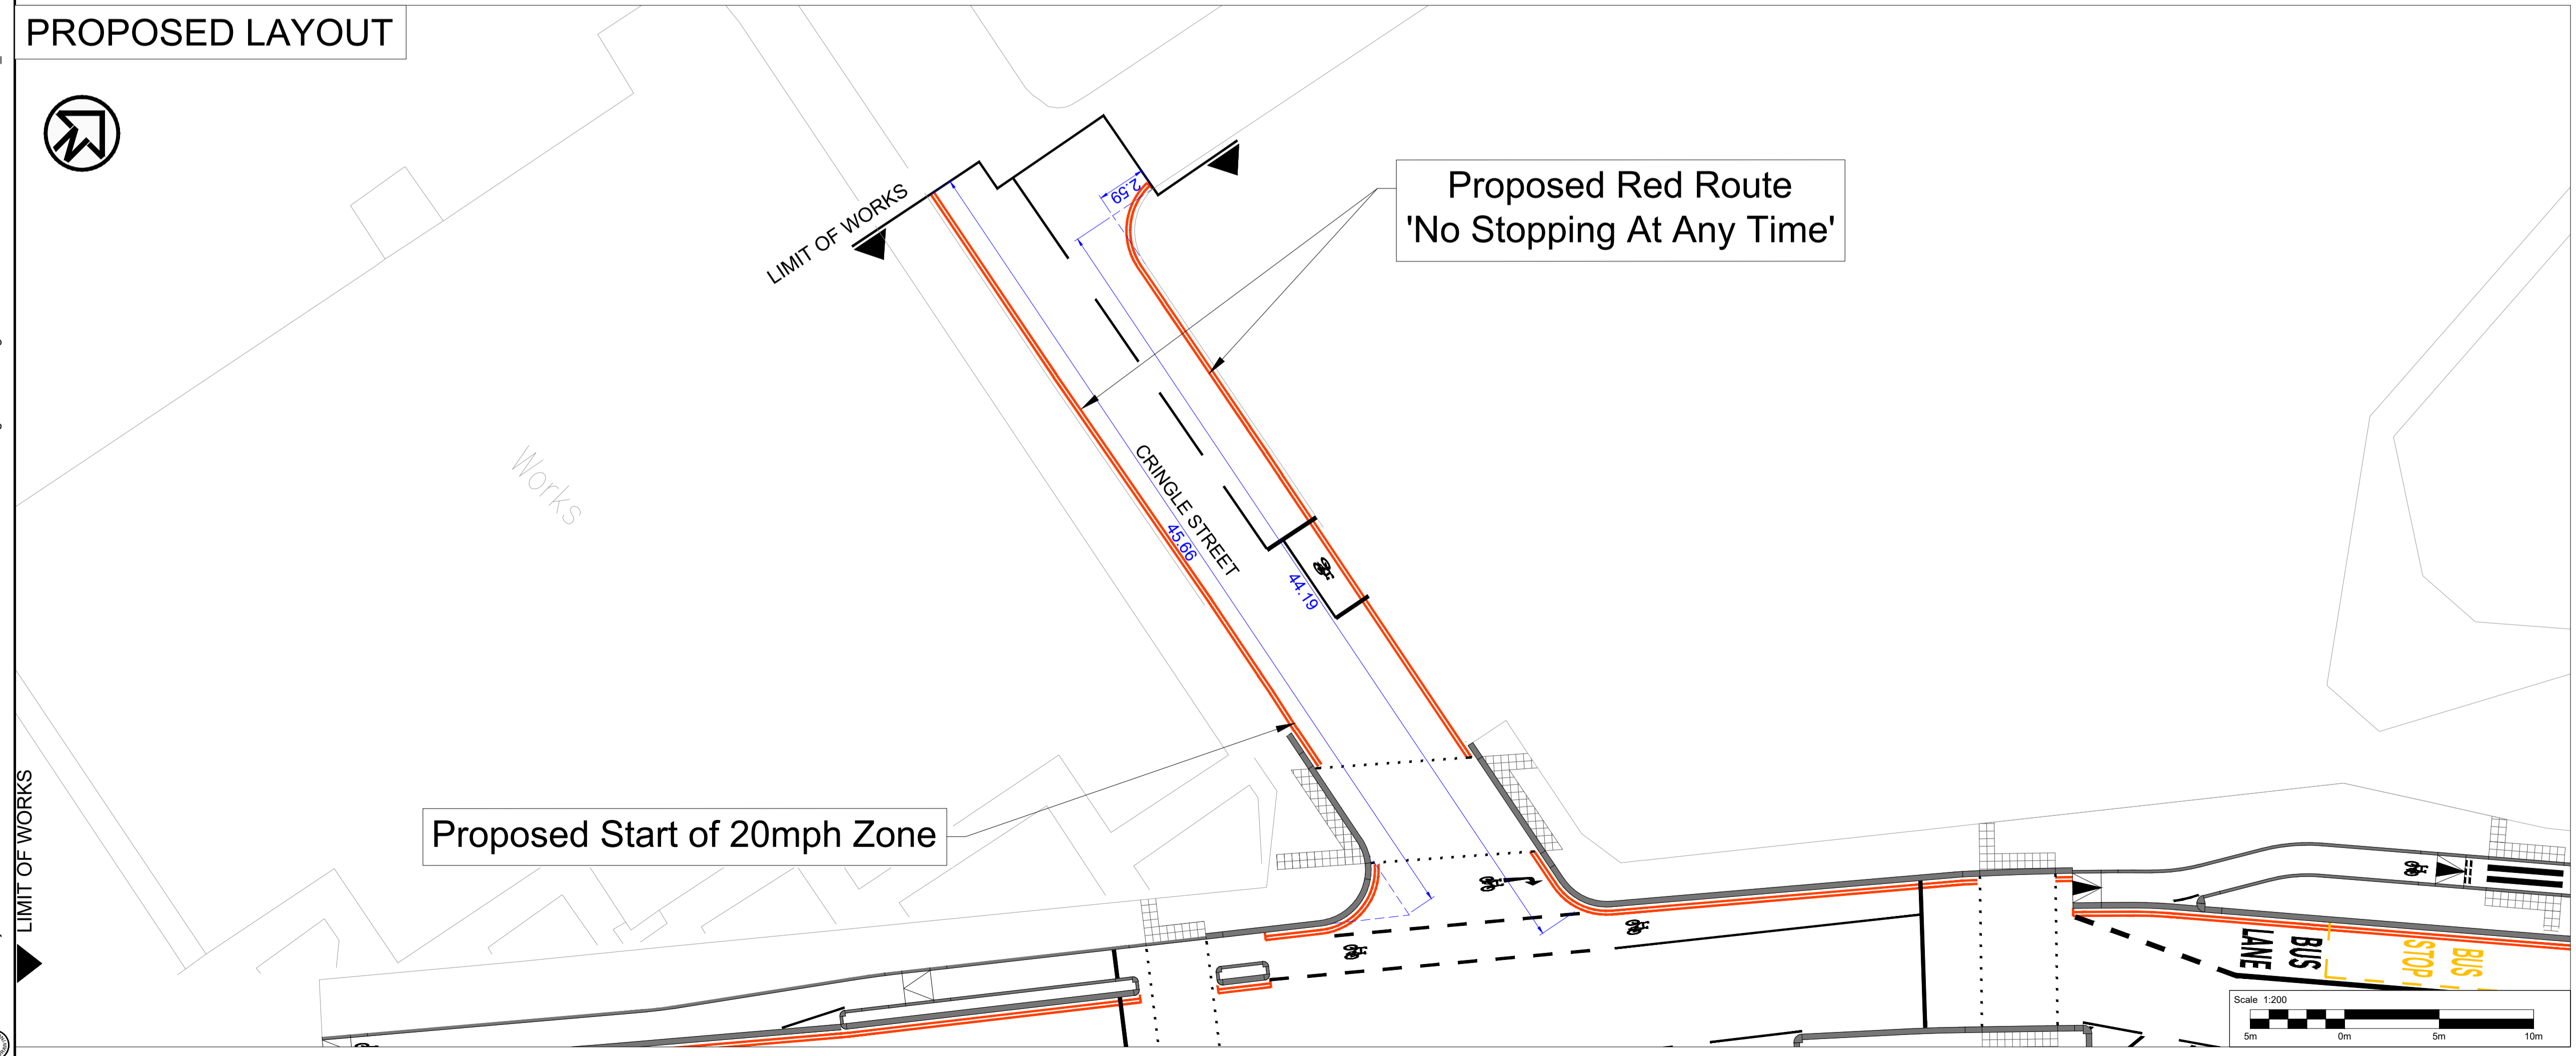 PROPOSED LAYOUT
N
LIMIT OF WORKS
2.59
Proposed Red Route
'No Stopping At Any Time'
Works
CRINGLE STREET
45.66
44.19
Proposed Start of 20mph Zone
LIMIT OF WORKS
BUS
LANE
BUS
STOP
Scale 1:200
5m 0m 5m 10m